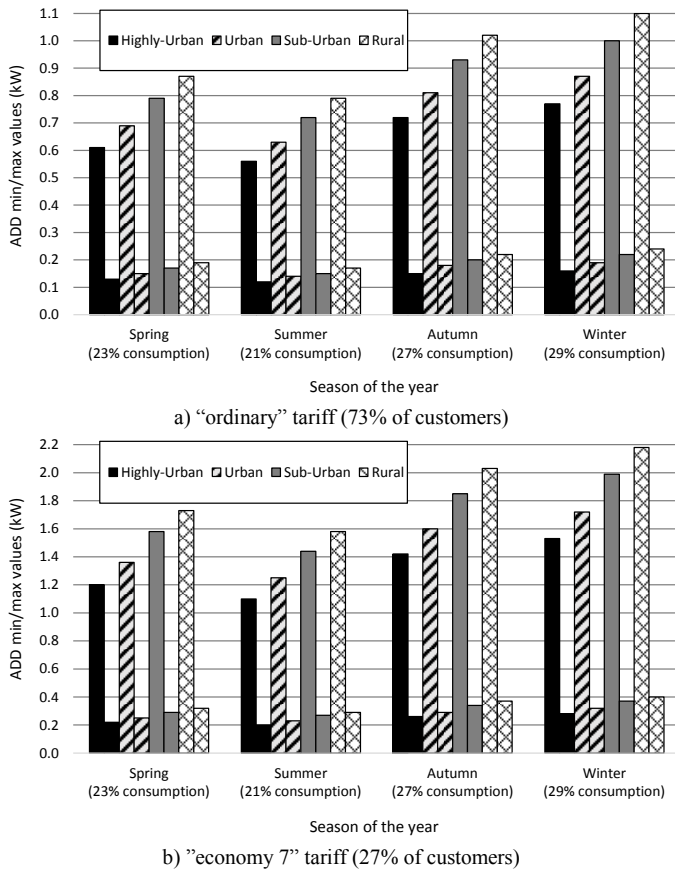 1.1
1.0
0.9
0.8
0.7
0.6
0.5
0.4
0.3
0.2
0.1
0.0
ADD min/max values (kW)
Highly-Urban Urban Sub-Urban Rural
Spring Summer Autumn Winter
(23% consumption) (21% consumption) (27% consumption) (29% consumption)
Season of the year
a) “ordinary” tariff (73% of customers)
2.2
2.0
1.8
1.6
1.4
1.2
1.0
0.8
0.6
0.4
0.2
0.0
ADD min/max values (kW)
Highly-Urban Urban Sub-Urban Rural
Spring Summer Autumn Winter
(23% consumption) (21% consumption) (27% consumption) (29% consumption)
Season of the year
b) ”economy 7” tariff (27% of customers)